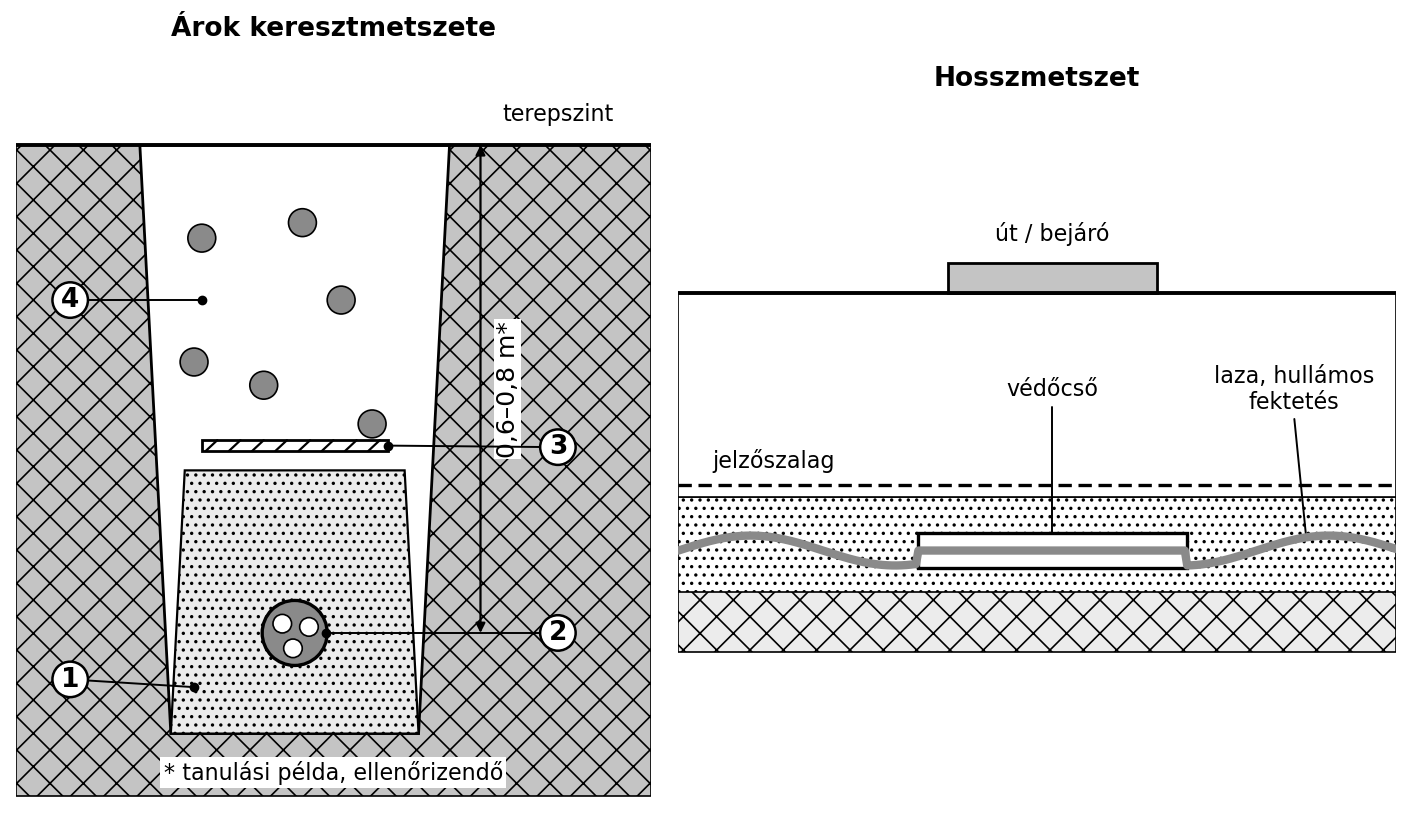 Árok keresztmetszete
terepszint
4
0,6–0,8 m*
3
2
1
* tanulási példa, ellenőrizendő
Hosszmetszet
út / bejáró
védőcső
laza, hullámos
fektetés
jelzőszalag